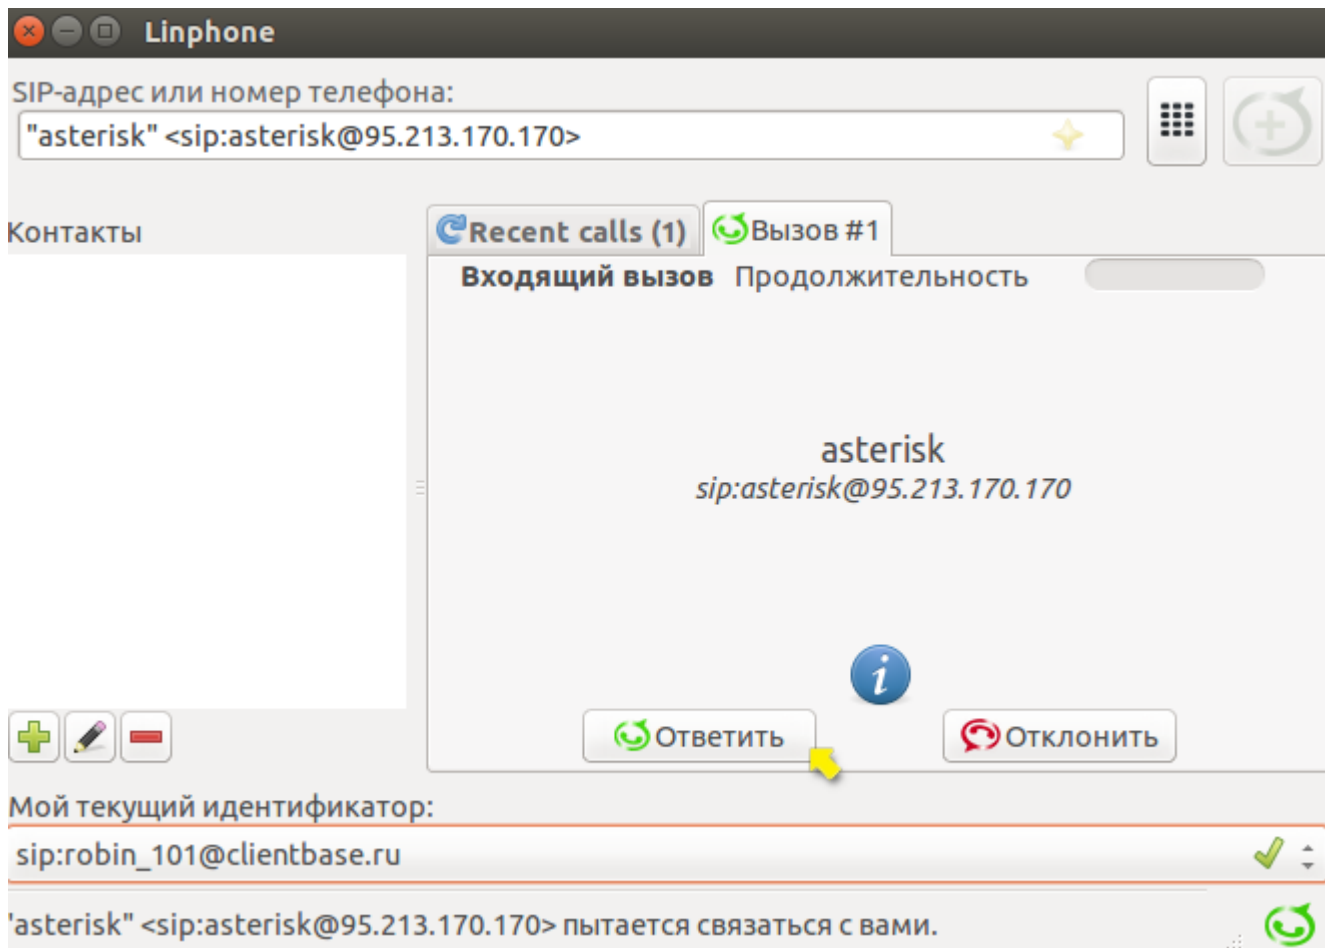 Linphone
SIP-адрес или номер телефона:
"asterisk" <sip:asterisk@95.213.170.170>
Контакты
Recent calls (1) Вызов #1
Входящий вызов Продолжительность
asterisk
sip:asterisk@95.213.170.170
Ответить Отклонить
Мой текущий идентификатор:
sip:robin_101@clientbase.ru
"asterisk" <sip:asterisk@95.213.170.170> пытается связаться с вами.